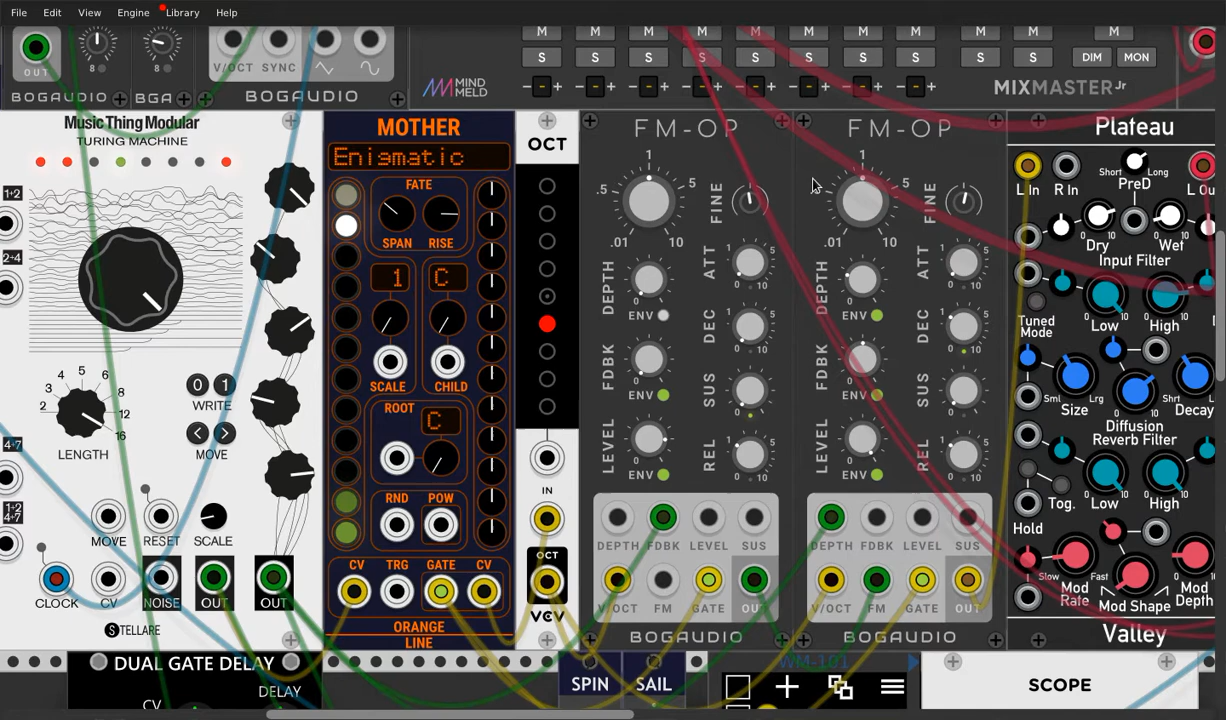 File Edit View Engine Library Help
OUT 8 8 V/OCT SYNC
M M M M M M M M M M M
S S S S S S S S S S DIM MON
BOGAUDIO BGA BOGAUDIO
MIND MELD
MIXMASTER Jr
Music Thing Modular
TURING MACHINE
1+2
2+4
4+7
1+2
4+7
2 3 4 5 6 8 12 16
LENGTH
0 1
WRITE
MOVE
MOVE RESET SCALE
CLOCK CV NOISE OUT OUT
STELLARE
MOTHER
Enigmatic
FATE
SPAN RISE
1 C
SCALE CHILD
ROOT
C
RND POW
CV TRG GATE CV
ORANGE
LINE
OCT
IN
OCT
VCV
FM-OP
1
.5 5
.01 10
FINE
DEPTH
ENV
FDBK
ENV
LEVEL
ENV
ATT
DEC
SUS
REL
DEPTH FDBK LEVEL SUS
V/OCT FM GATE OUT
BOGAUDIO
FM-OP
1
5
.01 10
FINE
DEPTH
ENV
FDBK
ENV
LEVEL
ENV
ATT
DEC
SUS
REL
DEPTH FDBK LEVEL SUS
V/OCT FM GATE OUT
BOGAUDIO
Plateau
L In R In Short Long
PreD
L Ou
Dry Wet
Input Filter
Tuned
Mode
Low High
Size
Sml Lrg
Diffusion
Shrt
Decay
Reverb Filter
Tog.
Low High
Hold
Slow Fast
Mod
Rate
Mod Shape
Mod
Depth
Valley
DUAL GATE DELAY
DELAY
CV
SPIN SAIL
WM-101
SCOPE